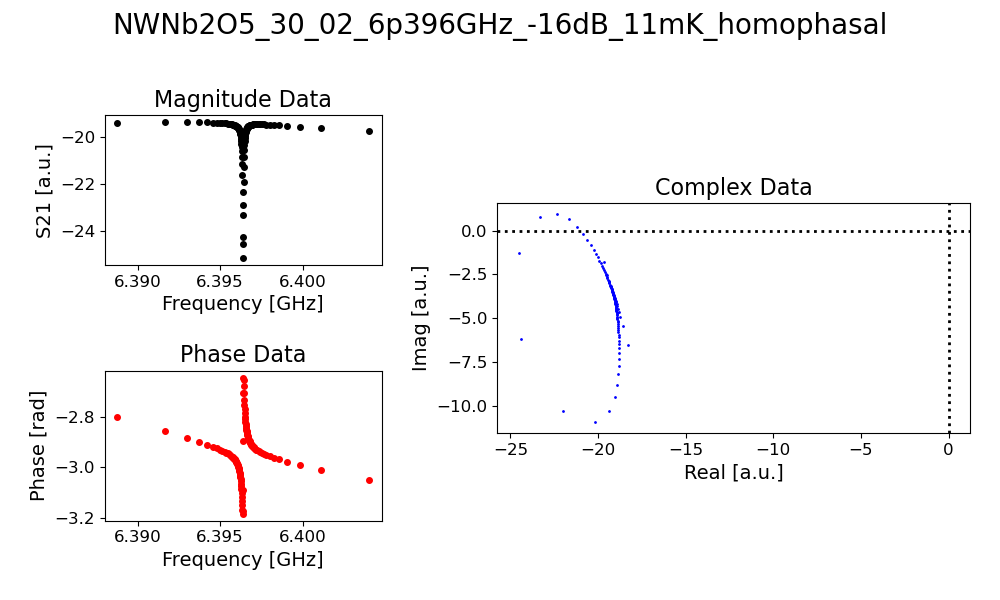 NWNb2O5_30_02_6p396GHz_-16dB_11mK_homophasal
Magnitude Data
S21 [a.u.]
−20
−22
−24
6.390 6.395 6.400
Frequency [GHz]
Phase Data
Phase [rad]
−2.8
−3.0
−3.2
6.390 6.395 6.400
Frequency [GHz]
Complex Data
Imag [a.u.]
0.0
−2.5
−5.0
−7.5
−10.0
−25 −20 −15 −10 −5 0
Real [a.u.]